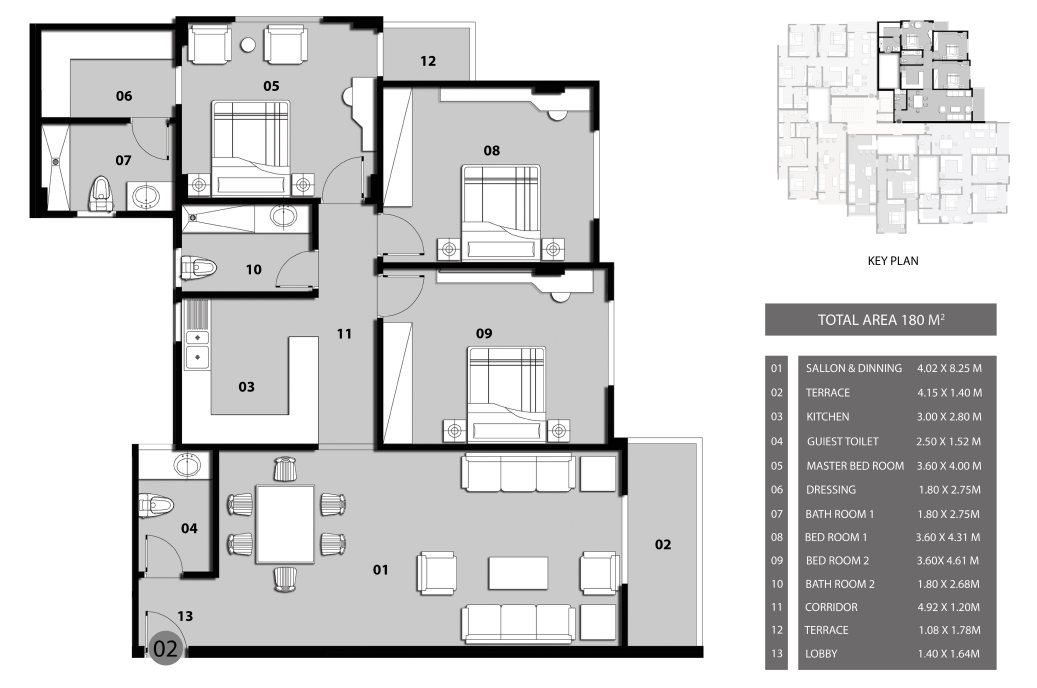 12
05
06
08
07
10
11
09
03
04
02
01
13
02
KEY PLAN
TOTAL AREA 180 M²
01 SALLON & DINNING 4.02 X 8.25 M
02 TERRACE 4.15 X 1.40 M
03 KITCHEN 3.00 X 2.80 M
04 GUIEST TOILET 2.50 X 1.52 M
05 MASTER BED ROOM 3.60 X 4.00 M
06 DRESSING 1.80 X 2.75M
07 BATH ROOM 1 1.80 X 2.75M
08 BED ROOM 1 3.60 X 4.31 M
09 BED ROOM 2 3.60X 4.61 M
10 BATH ROOM 2 1.80 X 2.68M
11 CORRIDOR 4.92 X 1.20M
12 TERRACE 1.08 X 1.78M
13 LOBBY 1.40 X 1.64M